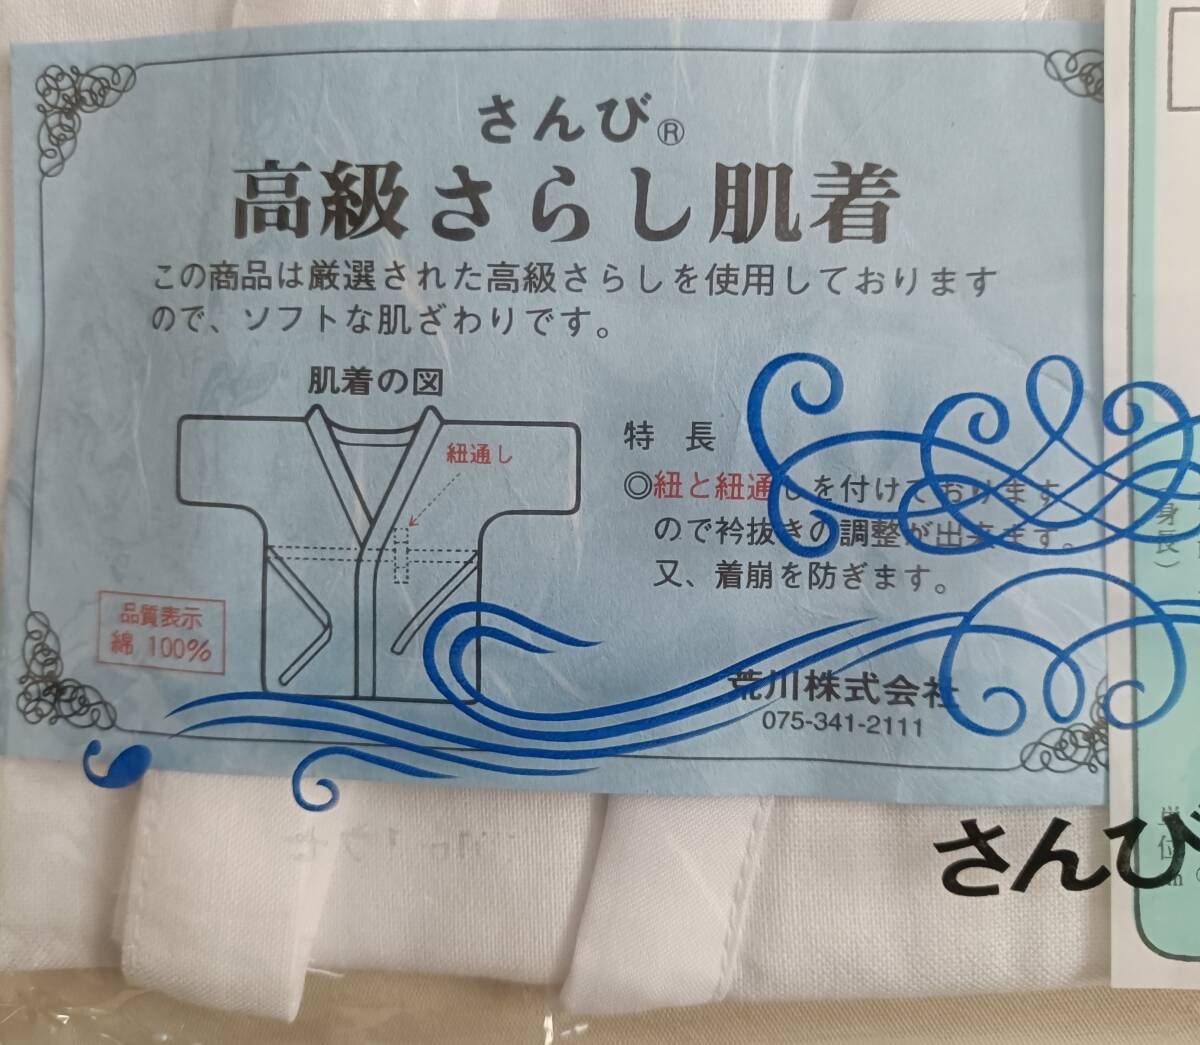 さんび®
高級さらし肌着
この商品は厳選された高級さらしを使用しております
ので、ソフトな肌ざわりです。
肌着の図
紐通し
特 長
◎紐と紐通しを付けております
ので衿抜きの調整が出来ます。
又、着崩を防ぎます。
品質表示
綿 100%
荒川株式会社
075-341-2111
さんび
身長）
単位